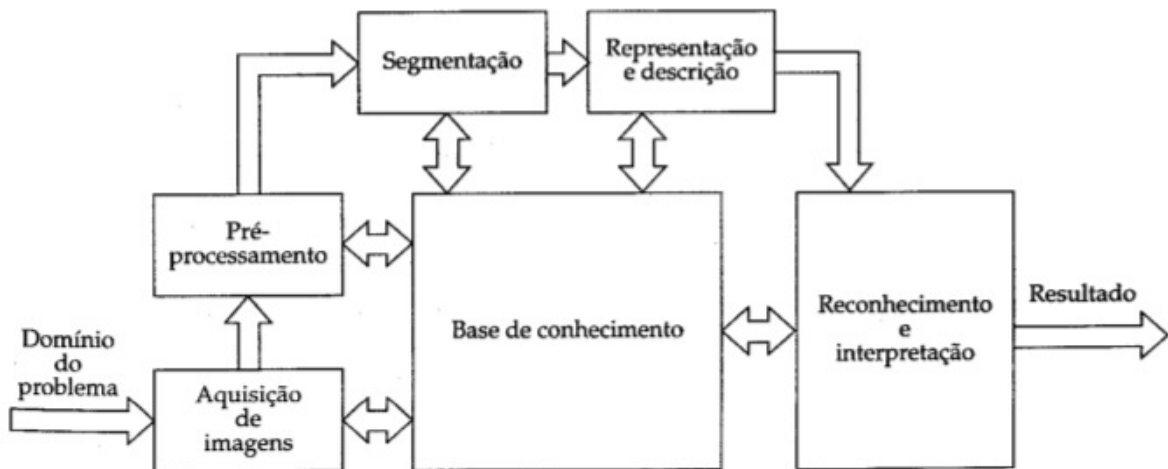 Segmentação
Representação
e descrição
Pré-
processamento
Base de conhecimento
Reconhecimento
e
interpretação
Resultado
Domínio
do
problema
Aquisição
de
imagens